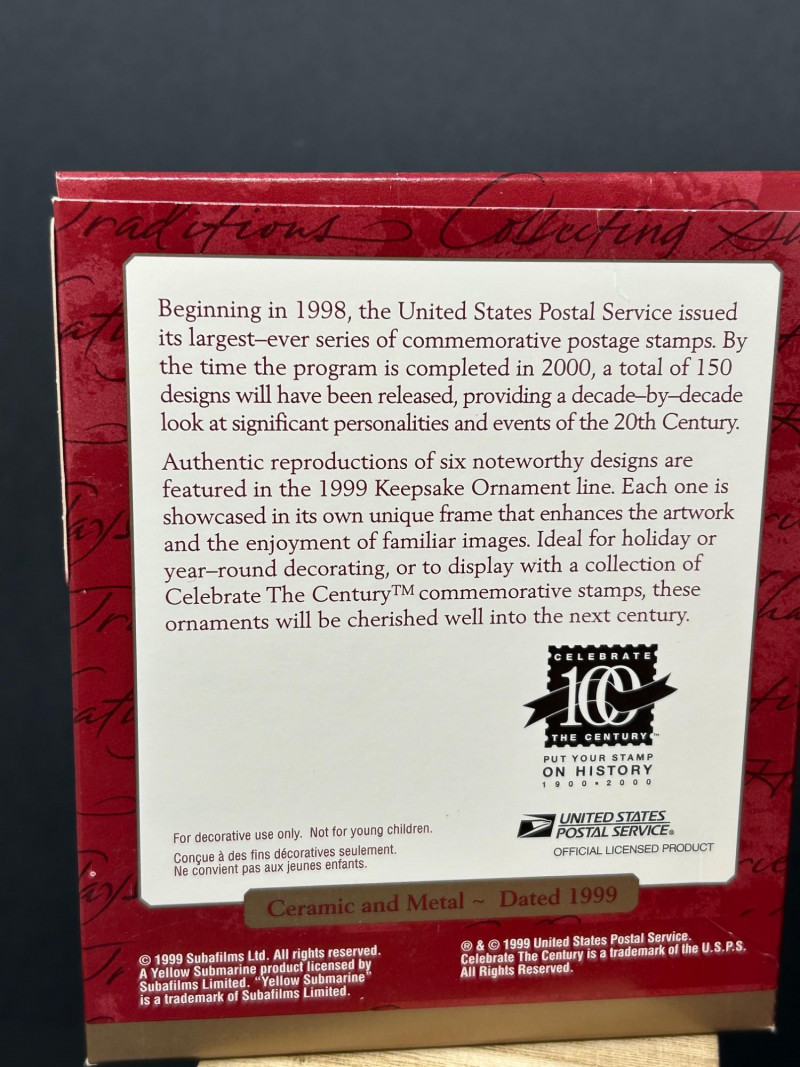 Traditions Collecting
Beginning in 1998, the United States Postal Service issued
its largest–ever series of commemorative postage stamps. By
the time the program is completed in 2000, a total of 150
designs will have been released, providing a decade–by–decade
look at significant personalities and events of the 20th Century.
Authentic reproductions of six noteworthy designs are
featured in the 1999 Keepsake Ornament line. Each one is
showcased in its own unique frame that enhances the artwork
and the enjoyment of familiar images. Ideal for holiday or
year–round decorating, or to display with a collection of
Celebrate The Century™ commemorative stamps, these
ornaments will be cherished well into the next century.
CELEBRATE
100
THE CENTURY™
PUT YOUR STAMP
ON HISTORY
1900•2000
UNITED STATES
POSTAL SERVICE®
OFFICIAL LICENSED PRODUCT
For decorative use only. Not for young children.
Conçue à des fins décoratives seulement.
Ne convient pas aux jeunes enfants.
Ceramic and Metal ~ Dated 1999
© 1999 Subafilms Ltd. All rights reserved.
A Yellow Submarine product licensed by
Subafilms Limited. "Yellow Submarine"
is a trademark of Subafilms Limited.
® & © 1999 United States Postal Service.
Celebrate The Century is a trademark of the U.S.P.S.
All Rights Reserved.